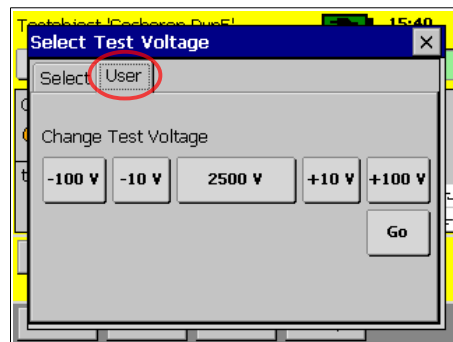 15:40
Select Test Voltage
Select User
Change Test Voltage
-100 V -10 V 2500 V +10 V +100 V
Go